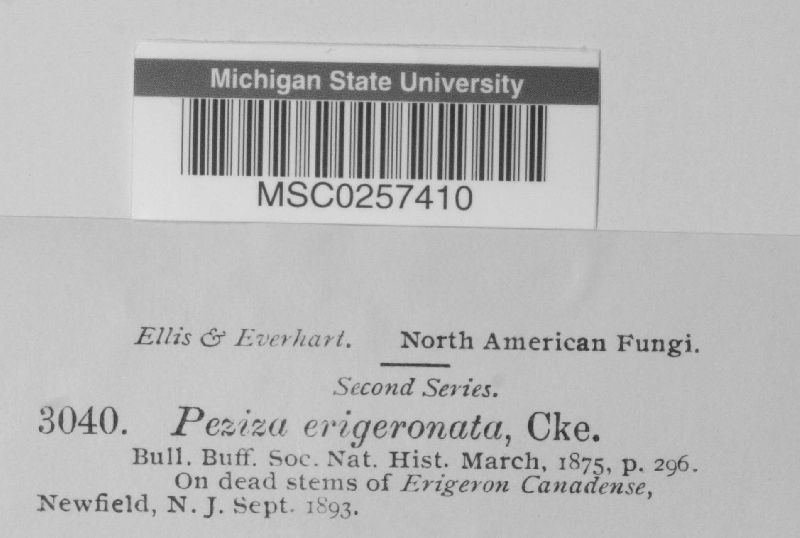 Michigan State University
MSC0257410
Ellis & Everhart. North American Fungi.
Second Series.
3040. Peziza erigeronata, Cke.
Bull. Buff. Soc. Nat. Hist. March, 1875, p. 296.
On dead stems of Erigeron Canadense,
Newfield, N. J. Sept. 1893.